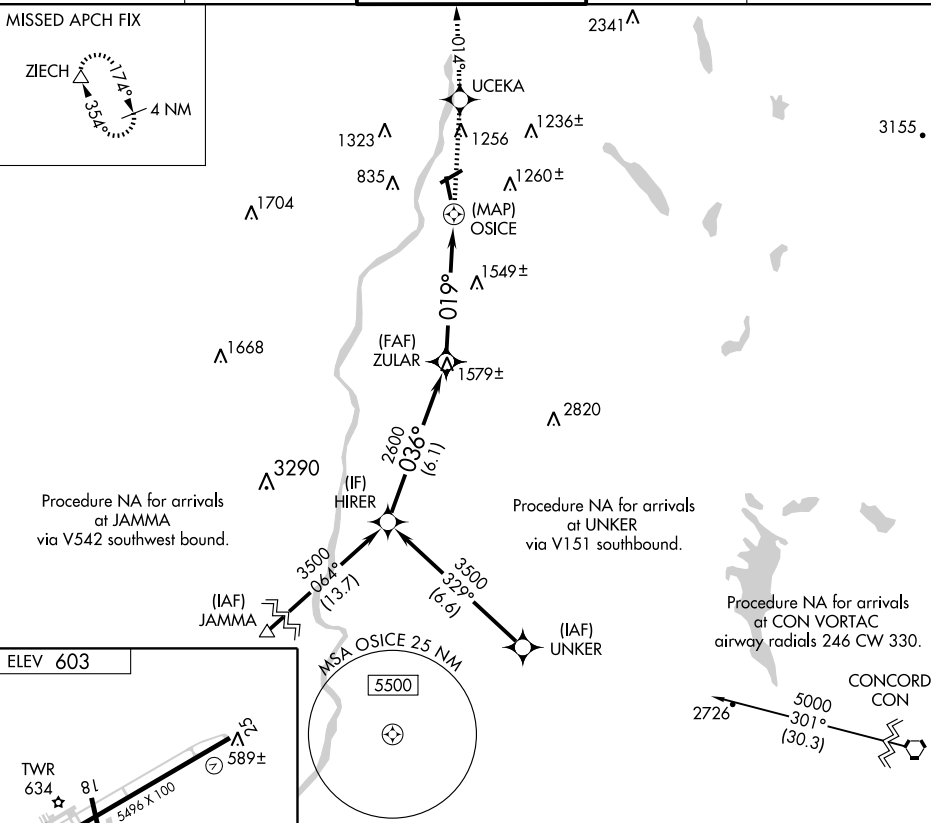 MISSED APCH FIX
ZIECH
174°
354°
4 NM
014°
2341
UCEKA
1323
1256
1236±
3155
835
1260±
1704
(MAP)
OSICE
1549±
019°
1668
(FAF)
ZULAR
1579±
2820
2600
036°
(6.1)
3290
(IF)
HIRER
Procedure NA for arrivals
at JAMMA
via V542 southwest bound.
Procedure NA for arrivals
at UNKER
via V151 southbound.
3500
064°
(13.7)
3500
329°
(6.6)
(IAF)
JAMMA
(IAF)
UNKER
Procedure NA for arrivals
at CON VORTAC
airway radials 246 CW 330.
MSA OSICE 25 NM
5500
CONCORD
CON
5000
301°
(30.3)
2726
ELEV 603
25
589±
TWR
634
18
5496 X 100